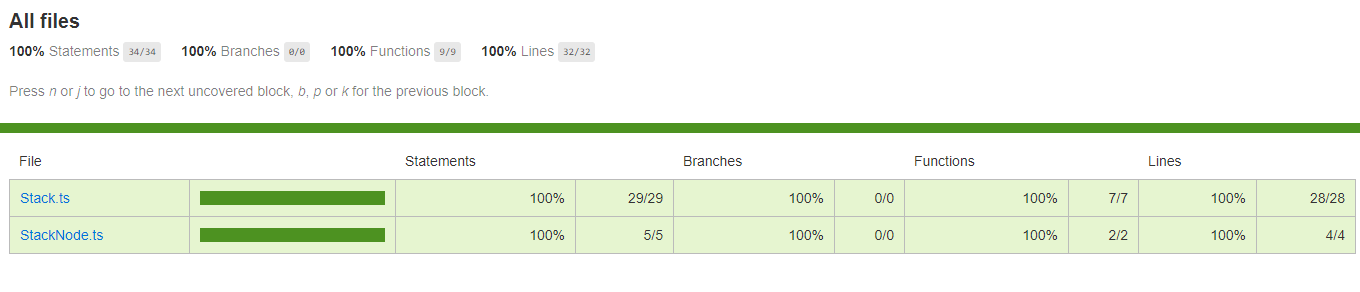 All files
100% Statements 34/34 100% Branches 0/0 100% Functions 9/9 100% Lines 32/32
Press n or j to go to the next uncovered block, b, p or k for the previous block.
File Statements Branches Functions Lines
Stack.ts 100% 29/29 100% 0/0 100% 7/7 100% 28/28
StackNode.ts 100% 5/5 100% 0/0 100% 2/2 100% 4/4